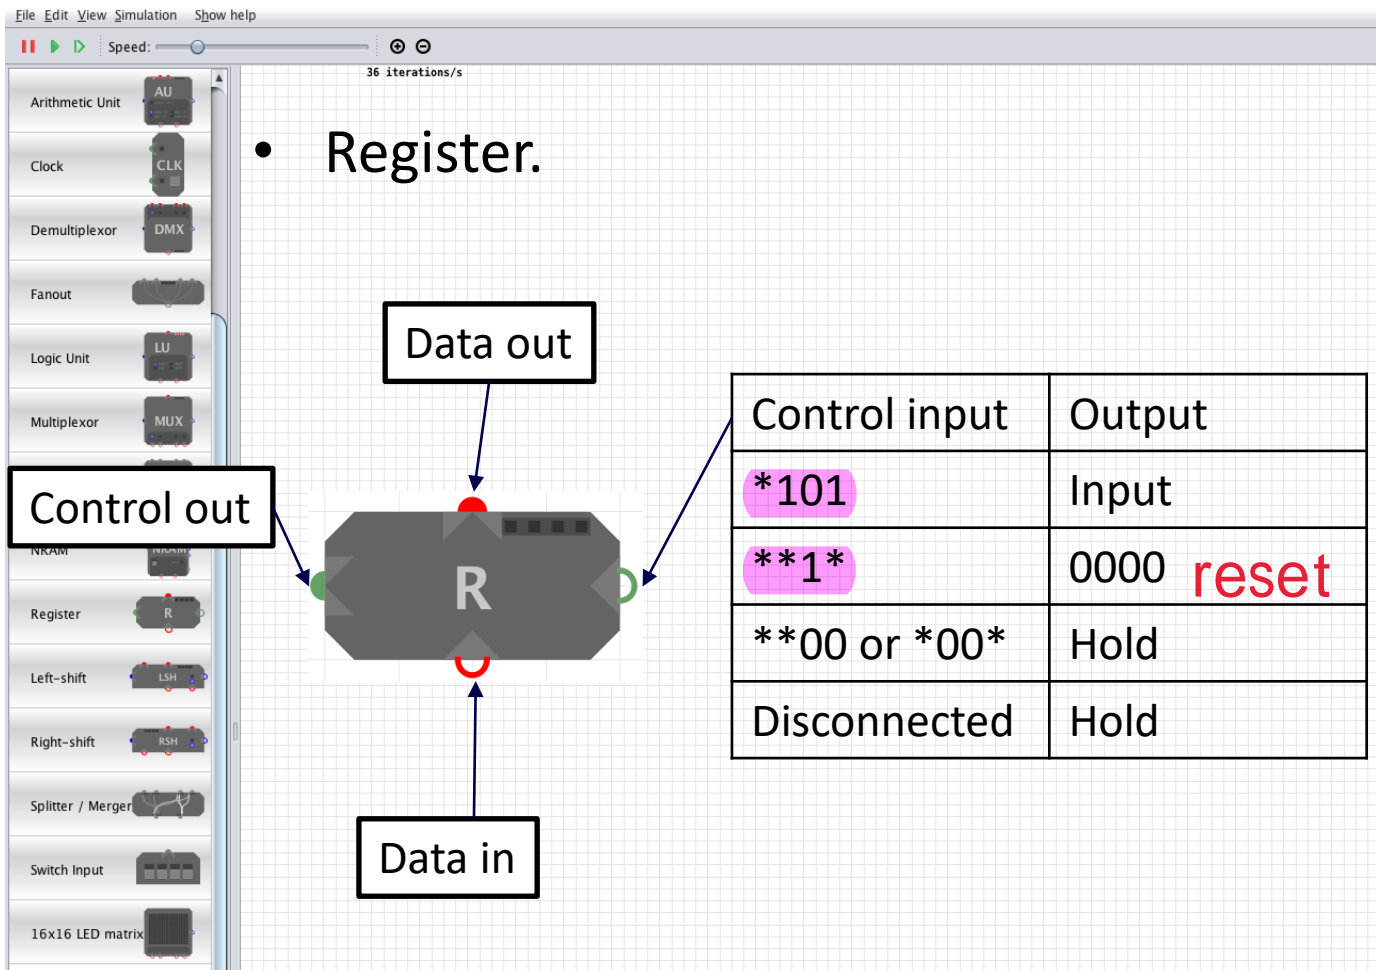 File Edit View Simulation Show help
Speed:
36 iterations/s
Arithmetic Unit
AU
Clock
CLK
Demultiplexor
DMX
Fanout
Logic Unit
LU
Multiplexor
MUX
NRAM
NRAM
Register
R
Left-shift
LSH
Right-shift
RSH
Splitter / Merger
Switch Input
16x16 LED matrix
• Register.
Data out
Control out
R
Data in
Control input Output
*101 Input
**1* 0000 reset
**00 or *00* Hold
Disconnected Hold